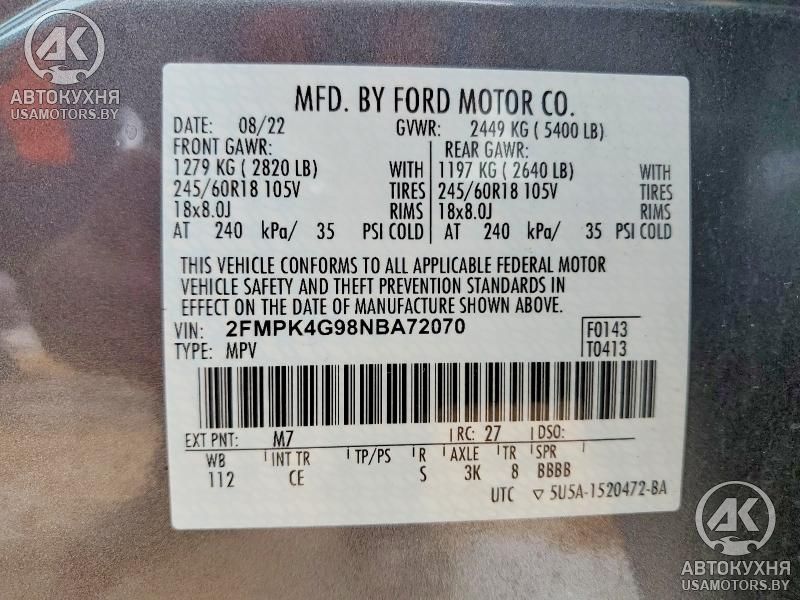 АК
АВТОКУХНЯ
USAMOTORS.BY
MFD. BY FORD MOTOR CO.
DATE: 08/22 GVWR: 2449 KG ( 5400 LB)
FRONT GAWR: REAR GAWR:
1279 KG ( 2820 LB) WITH 1197 KG ( 2640 LB) WITH
245/60R18 105V TIRES 245/60R18 105V TIRES
18x8.0J RIMS 18x8.0J RIMS
AT 240 kPa/ 35 PSI COLD AT 240 kPa/ 35 PSI COLD
THIS VEHICLE CONFORMS TO ALL APPLICABLE FEDERAL MOTOR
VEHICLE SAFETY AND THEFT PREVENTION STANDARDS IN
EFFECT ON THE DATE OF MANUFACTURE SHOWN ABOVE.
VIN: 2FMPK4G98NBA72070 F0143
TYPE: MPV T0413
EXT PNT: M7 RC: 27 DSO:
WB INT TR TP/PS R AXLE TR SPR
112 CE S 3K 8 BBBB
UTC ▽ 5U5A-1520472-BA
АК
АВТОКУХНЯ
USAMOTORS.BY